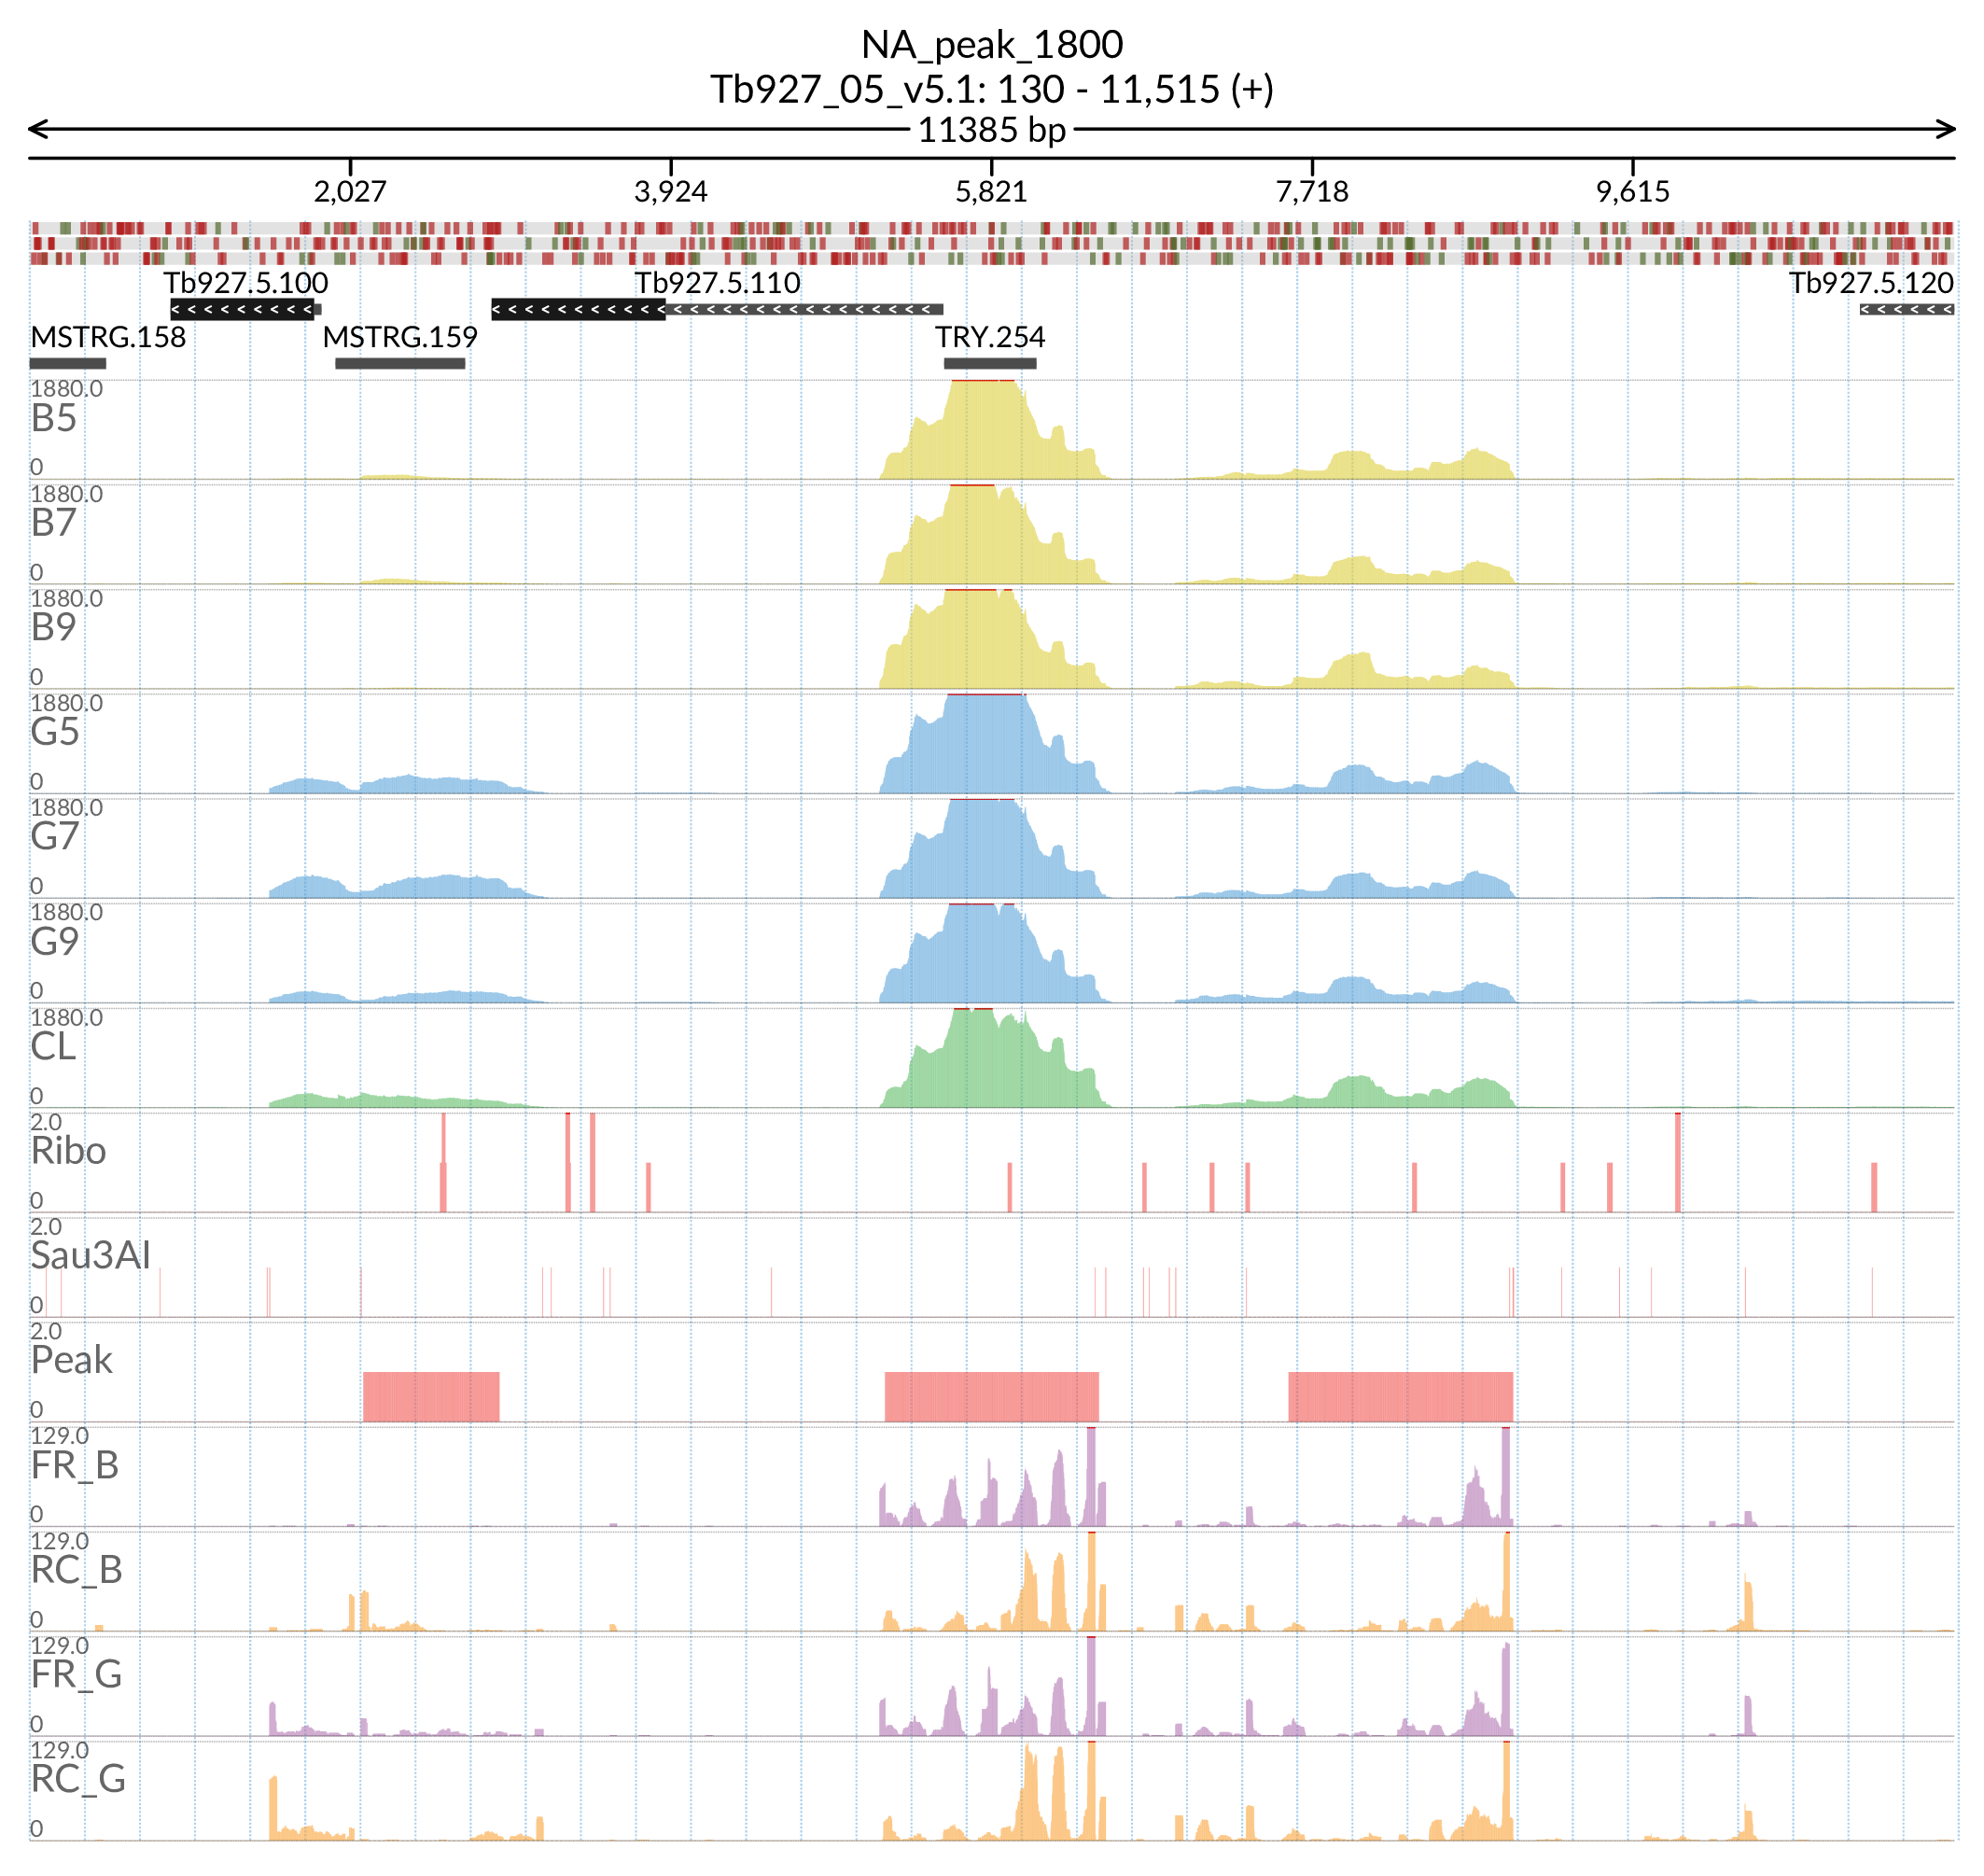 NA_peak_1800
Tb927_05_v5.1: 130 - 11,515 (+)
11385 bp
2,027 3,924 5,821 7,718 9,615
Tb927.5.100 Tb927.5.110 Tb927.5.120
MSTRG.158 MSTRG.159 TRY.254
1880.0
B5
0
1880.0
B7
0
1880.0
B9
0
1880.0
G5
0
1880.0
G7
0
1880.0
G9
0
1880.0
CL
0
2.0
Ribo
0
2.0
Sau3AI
0
2.0
Peak
0
129.0
FR_B
0
129.0
RC_B
0
129.0
FR_G
0
129.0
RC_G
0